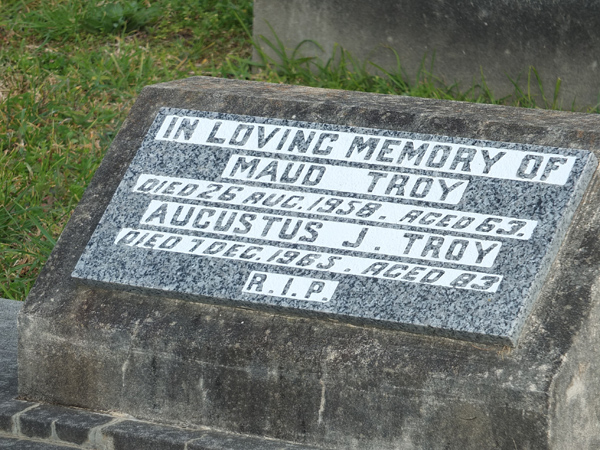 IN LOVING MEMORY OF
MAUD TROY
DIED 26 AUG. 1958. AGED 63.
AUGUSTUS J. TROY
DIED 7 DEC. 1965. AGED 83
R.I.P.